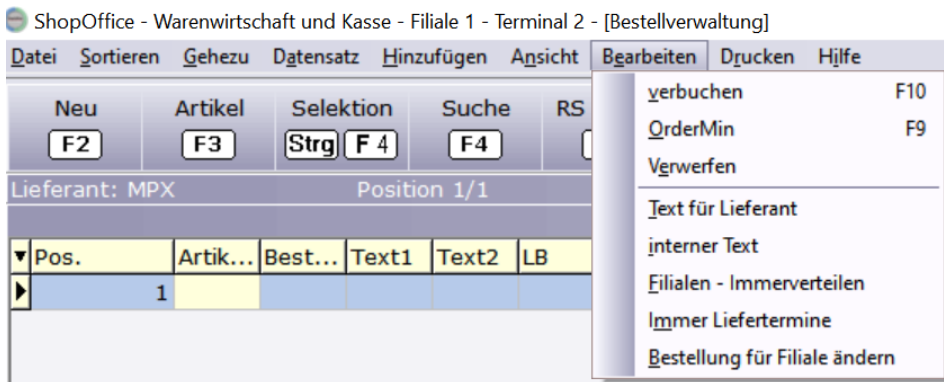 ShopOffice - Warenwirtschaft und Kasse - Filiale 1 - Terminal 2 - [Bestellverwaltung]
Datei Sortieren Gehezu Datensatz Hinzufügen Ansicht Bearbeiten Drucken Hilfe
Neu Artikel Selektion Suche RS
F2 F3 Strg F 4 F4
Lieferant: MPX Position 1/1
Pos. Artik... Best... Text1 Text2 LB
1
verbuchen F10
OrderMin F9
Verwerfen
Text für Lieferant
interner Text
Filialen - Immerverteilen
Immer Liefertermine
Bestellung für Filiale ändern